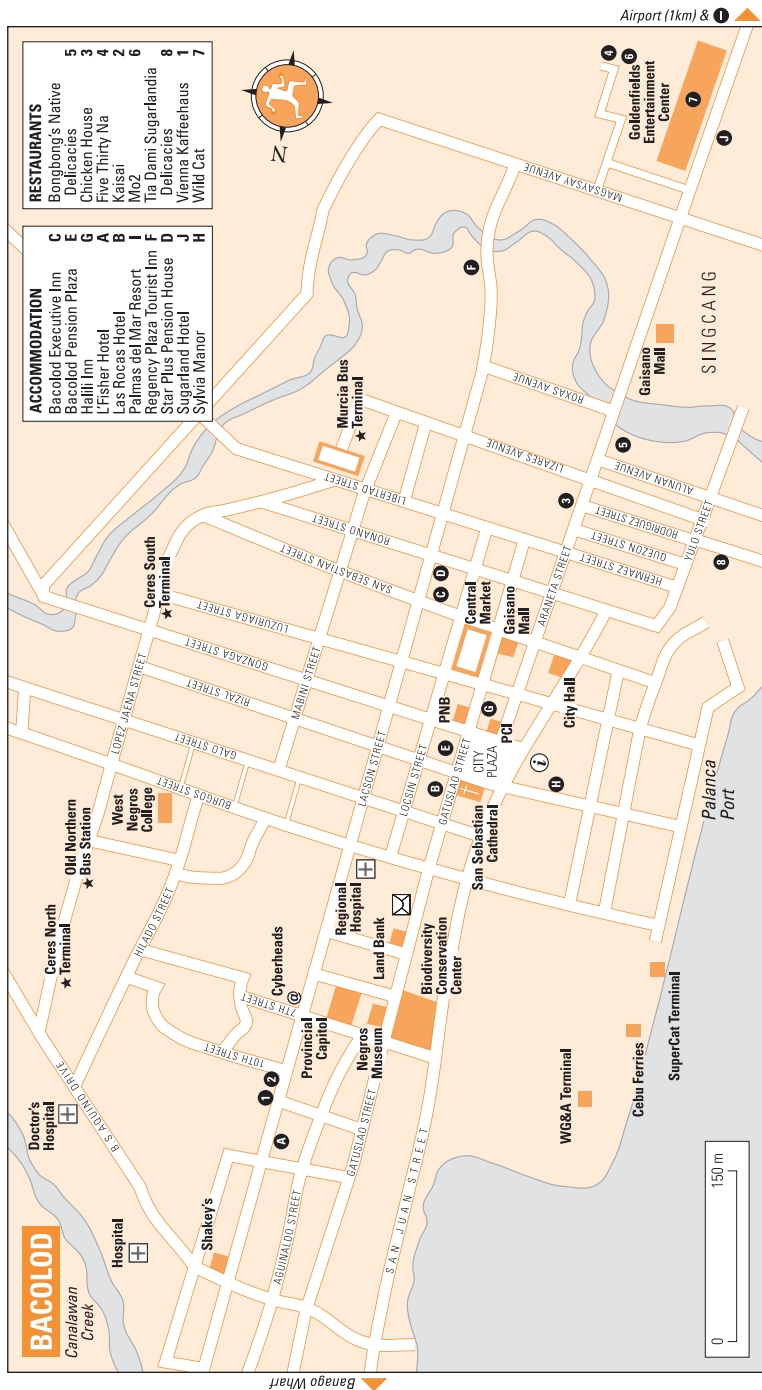 BACOLOD
Canalawan
Creek
ACCOMMODATION
Bacolod Executive Inn C
Bacolod Pension Plaza E
Halili Inn G
L'Fisher Hotel A
Las Rocas Hotel B
Palmas del Mar Resort I
Regency Plaza Tourist Inn F
Star Plus Pension House D
Sugarland Hotel J
Sylvia Manor H
RESTAURANTS
Bongbong's Native
Delicacies 5
Chicken House 3
Five Thirty Na 4
Kaisai 2
Mo2 6
Tia Dami Sugarlandia
Delicacies 8
Vienna Kaffeehaus 1
Wild Cat 7
N
Airport (1km) & I
Banago Wharf
Hospital
Doctor's
Hospital
B.S. AQUINO DRIVE
Shakey's
Ceres North
Terminal
Old Northern
Bus Station
West
Negros
College
HILADO STREET
LOPEZ JAENA STREET
Ceres South
Terminal
Murcia Bus
Terminal
BURGOS STREET
GALO STREET
RIZAL STREET
GONZAGA STREET
LUZURIAGA STREET
SAN SEBASTIAN STREET
ROMANO STREET
LIBERTAD STREET
MABINI STREET
LACSON STREET
LOCSIN STREET
GATUSLAO STREET
10TH STREET
7TH STREET
Cyberheads
@
Provincial
Capitol
Negros
Museum
Regional
Hospital
Land Bank
Biodiversity
Conservation
Center
AGUINALDO STREET
GATUSLAO STREET
SAN JUAN STREET
1
2
A
B
E
C
D
G
H
i
PNB
PCI
CITY
PLAZA
San Sebastian
Cathedral
Central
Market
Gaisano
Mall
City Hall
ARANETA STREET
HERMAEZ STREET
QUEZON STREET
RODRIGUEZ STREET
ALUNAN AVENUE
YULO STREET
LIZARES AVENUE
ROXAS AVENUE
MAGSAYSAY AVENUE
3
5
8
F
4
6
7
J
Goldenfields
Entertainment
Center
Gaisano
Mall
SINGCANG
Palanca
Port
SuperCat Terminal
Cebu Ferries
WG&A Terminal
0 150 m